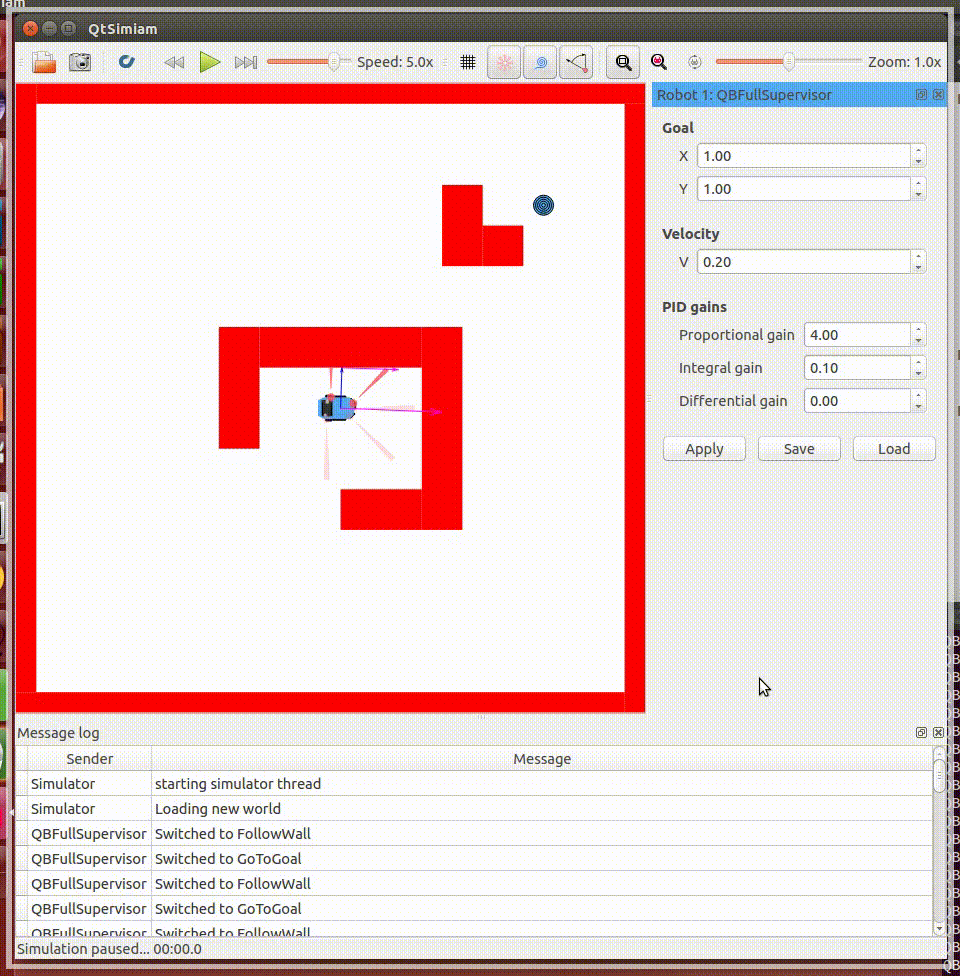 QtSimiam
Speed: 5.0x
Zoom: 1.0x
Robot 1: QBFullSupervisor
Goal
X 1.00
Y 1.00
Velocity
V 0.20
PID gains
Proportional gain 4.00
Integral gain 0.10
Differential gain 0.00
Apply Save Load
Message log
Sender Message
Simulator starting simulator thread
Simulator Loading new world
QBFullSupervisor Switched to FollowWall
QBFullSupervisor Switched to GoToGoal
QBFullSupervisor Switched to FollowWall
QBFullSupervisor Switched to GoToGoal
QBFullSupervisor Switched to FollowWall
Simulation paused... 00:00.0